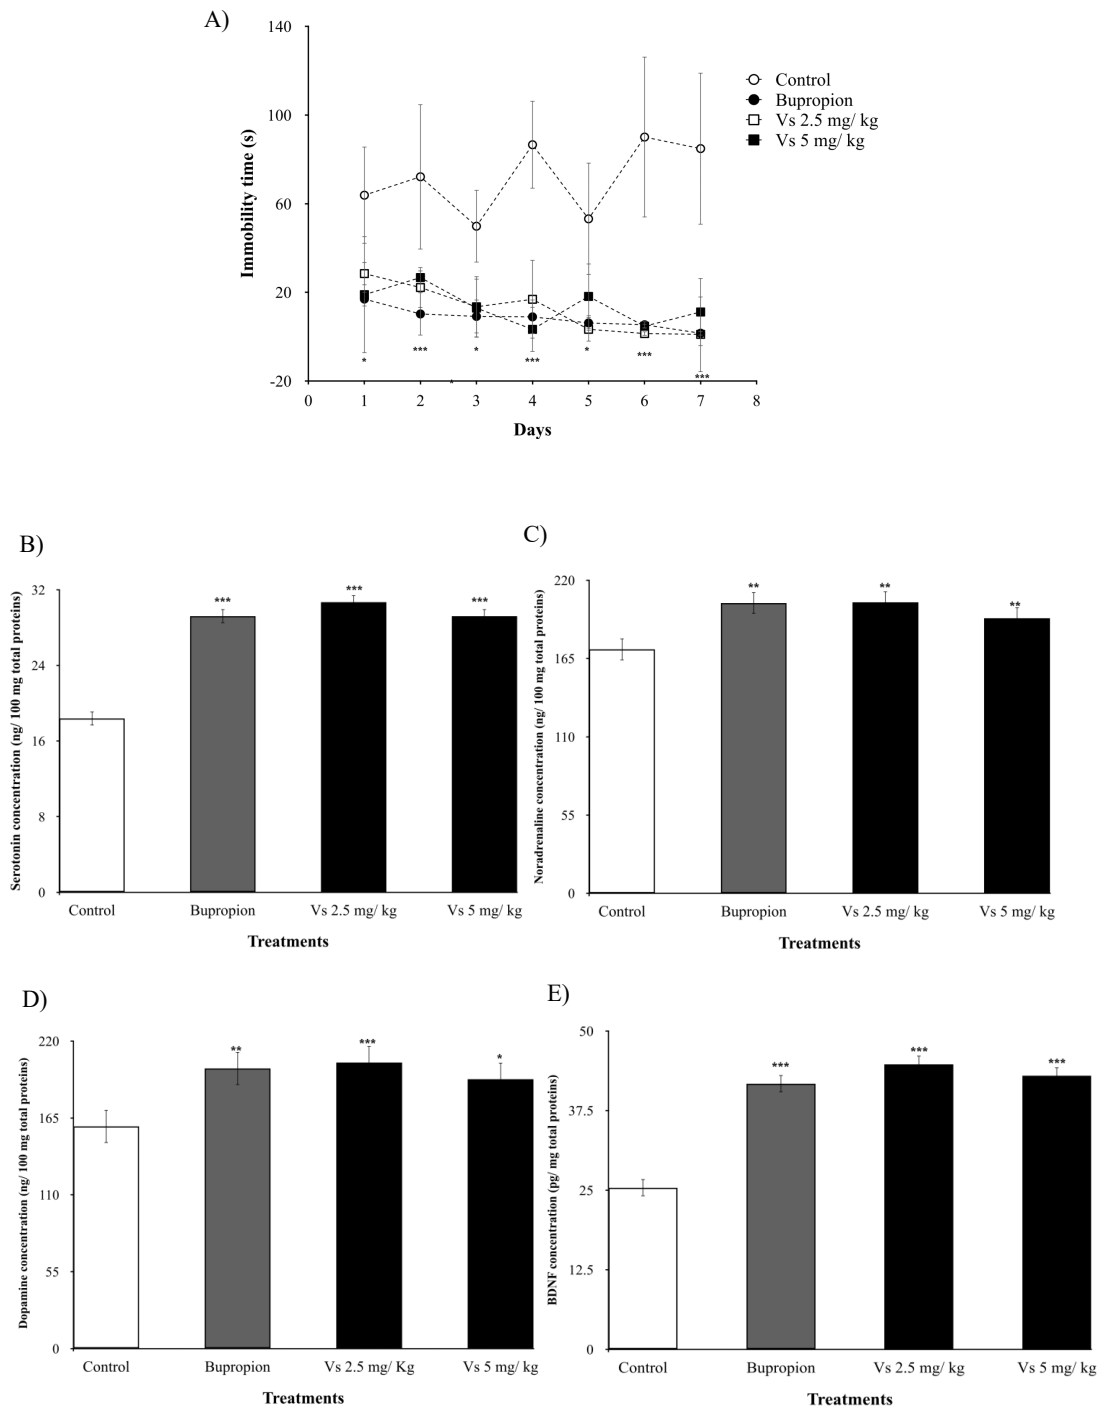 A)
140
100
60
20
-20
Immobility time (s)
Control
Bupropion
Vs 2.5 mg/ kg
Vs 5 mg/ kg
* *** * *** * *** ***
*
0 1 2 3 4 5 6 7 8
Days
B)
32
24
16
8
0
Serotonin concentration (ng/ 100 mg total proteins)
*** *** ***
Control Bupropion Vs 2.5 mg/ kg Vs 5 mg/ kg
Treatments
C)
220
165
110
55
0
Noradrenaline concentration (ng/ 100 mg total proteins)
** ** **
Control Bupropion Vs 2.5 mg/ kg Vs 5 mg/ kg
Treatments
D)
220
165
110
55
0
Dopamine concentration (ng/ 100 mg total proteins)
** *** *
Control Bupropion Vs 2.5 mg/ Kg Vs 5 mg/ kg
Treatments
E)
50
37.5
25
12.5
0
BDNF concentration (pg/ mg total proteins)
*** *** ***
Control Bupropion Vs 2.5 mg/ kg Vs 5 mg/ kg
Treatments